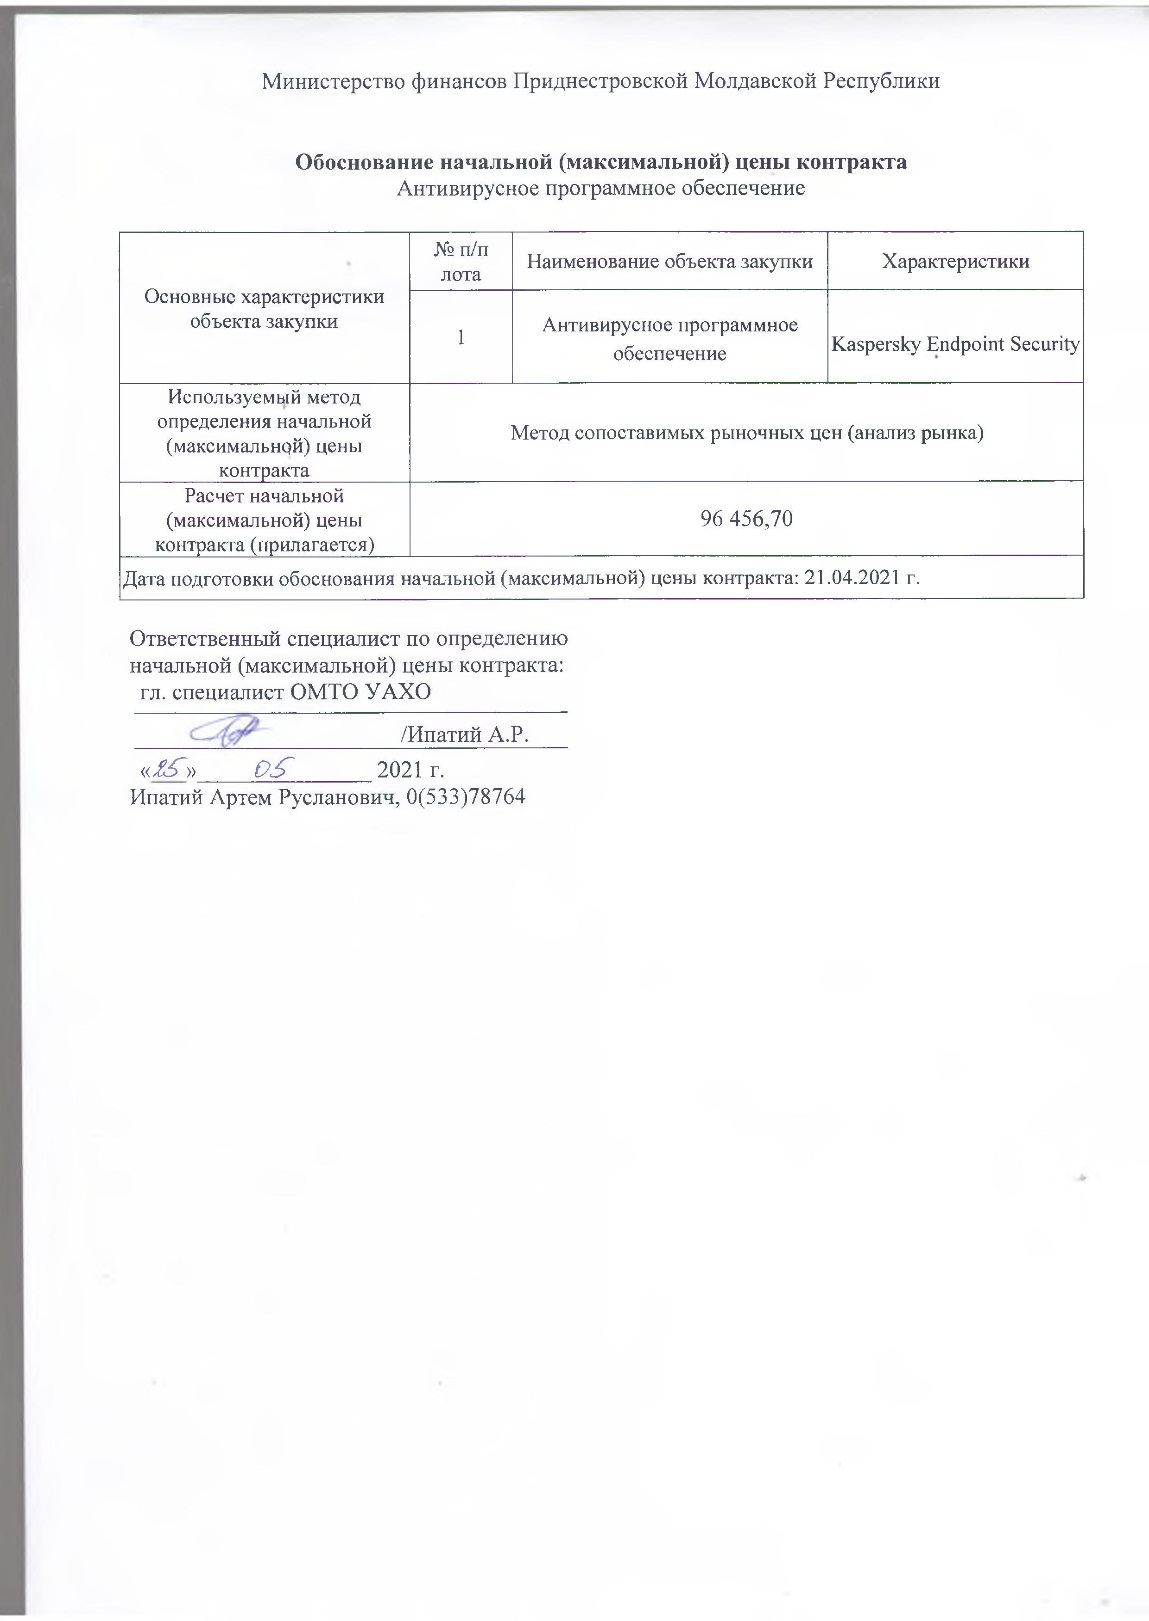 Министерство финансов Приднестровской Молдавской Республики
Обоснование начальной (максимальной) цены контракта
Антивирусное программное обеспечение
Основные характеристики
объекта закупки
№ п/п
лота
Наименование объекта закупки
Характеристики
1
Антивирусное программное
обеспечение
Kaspersky Endpoint Security
Используемый метод
определения начальной
(максимальной) цены
контракта
Метод сопоставимых рыночных цен (анализ рынка)
Расчет начальной
(максимальной) цены
контракта (прилагается)
96 456,70
Дата подготовки обоснования начальной (максимальной) цены контракта: 21.04.2021 г.
Ответственный специалист по определению
начальной (максимальной) цены контракта:
гл. специалист ОМТО УАХО
/Ипатий А.Р.
«25» 05 2021 г.
Ипатий Артем Русланович, 0(533)78764